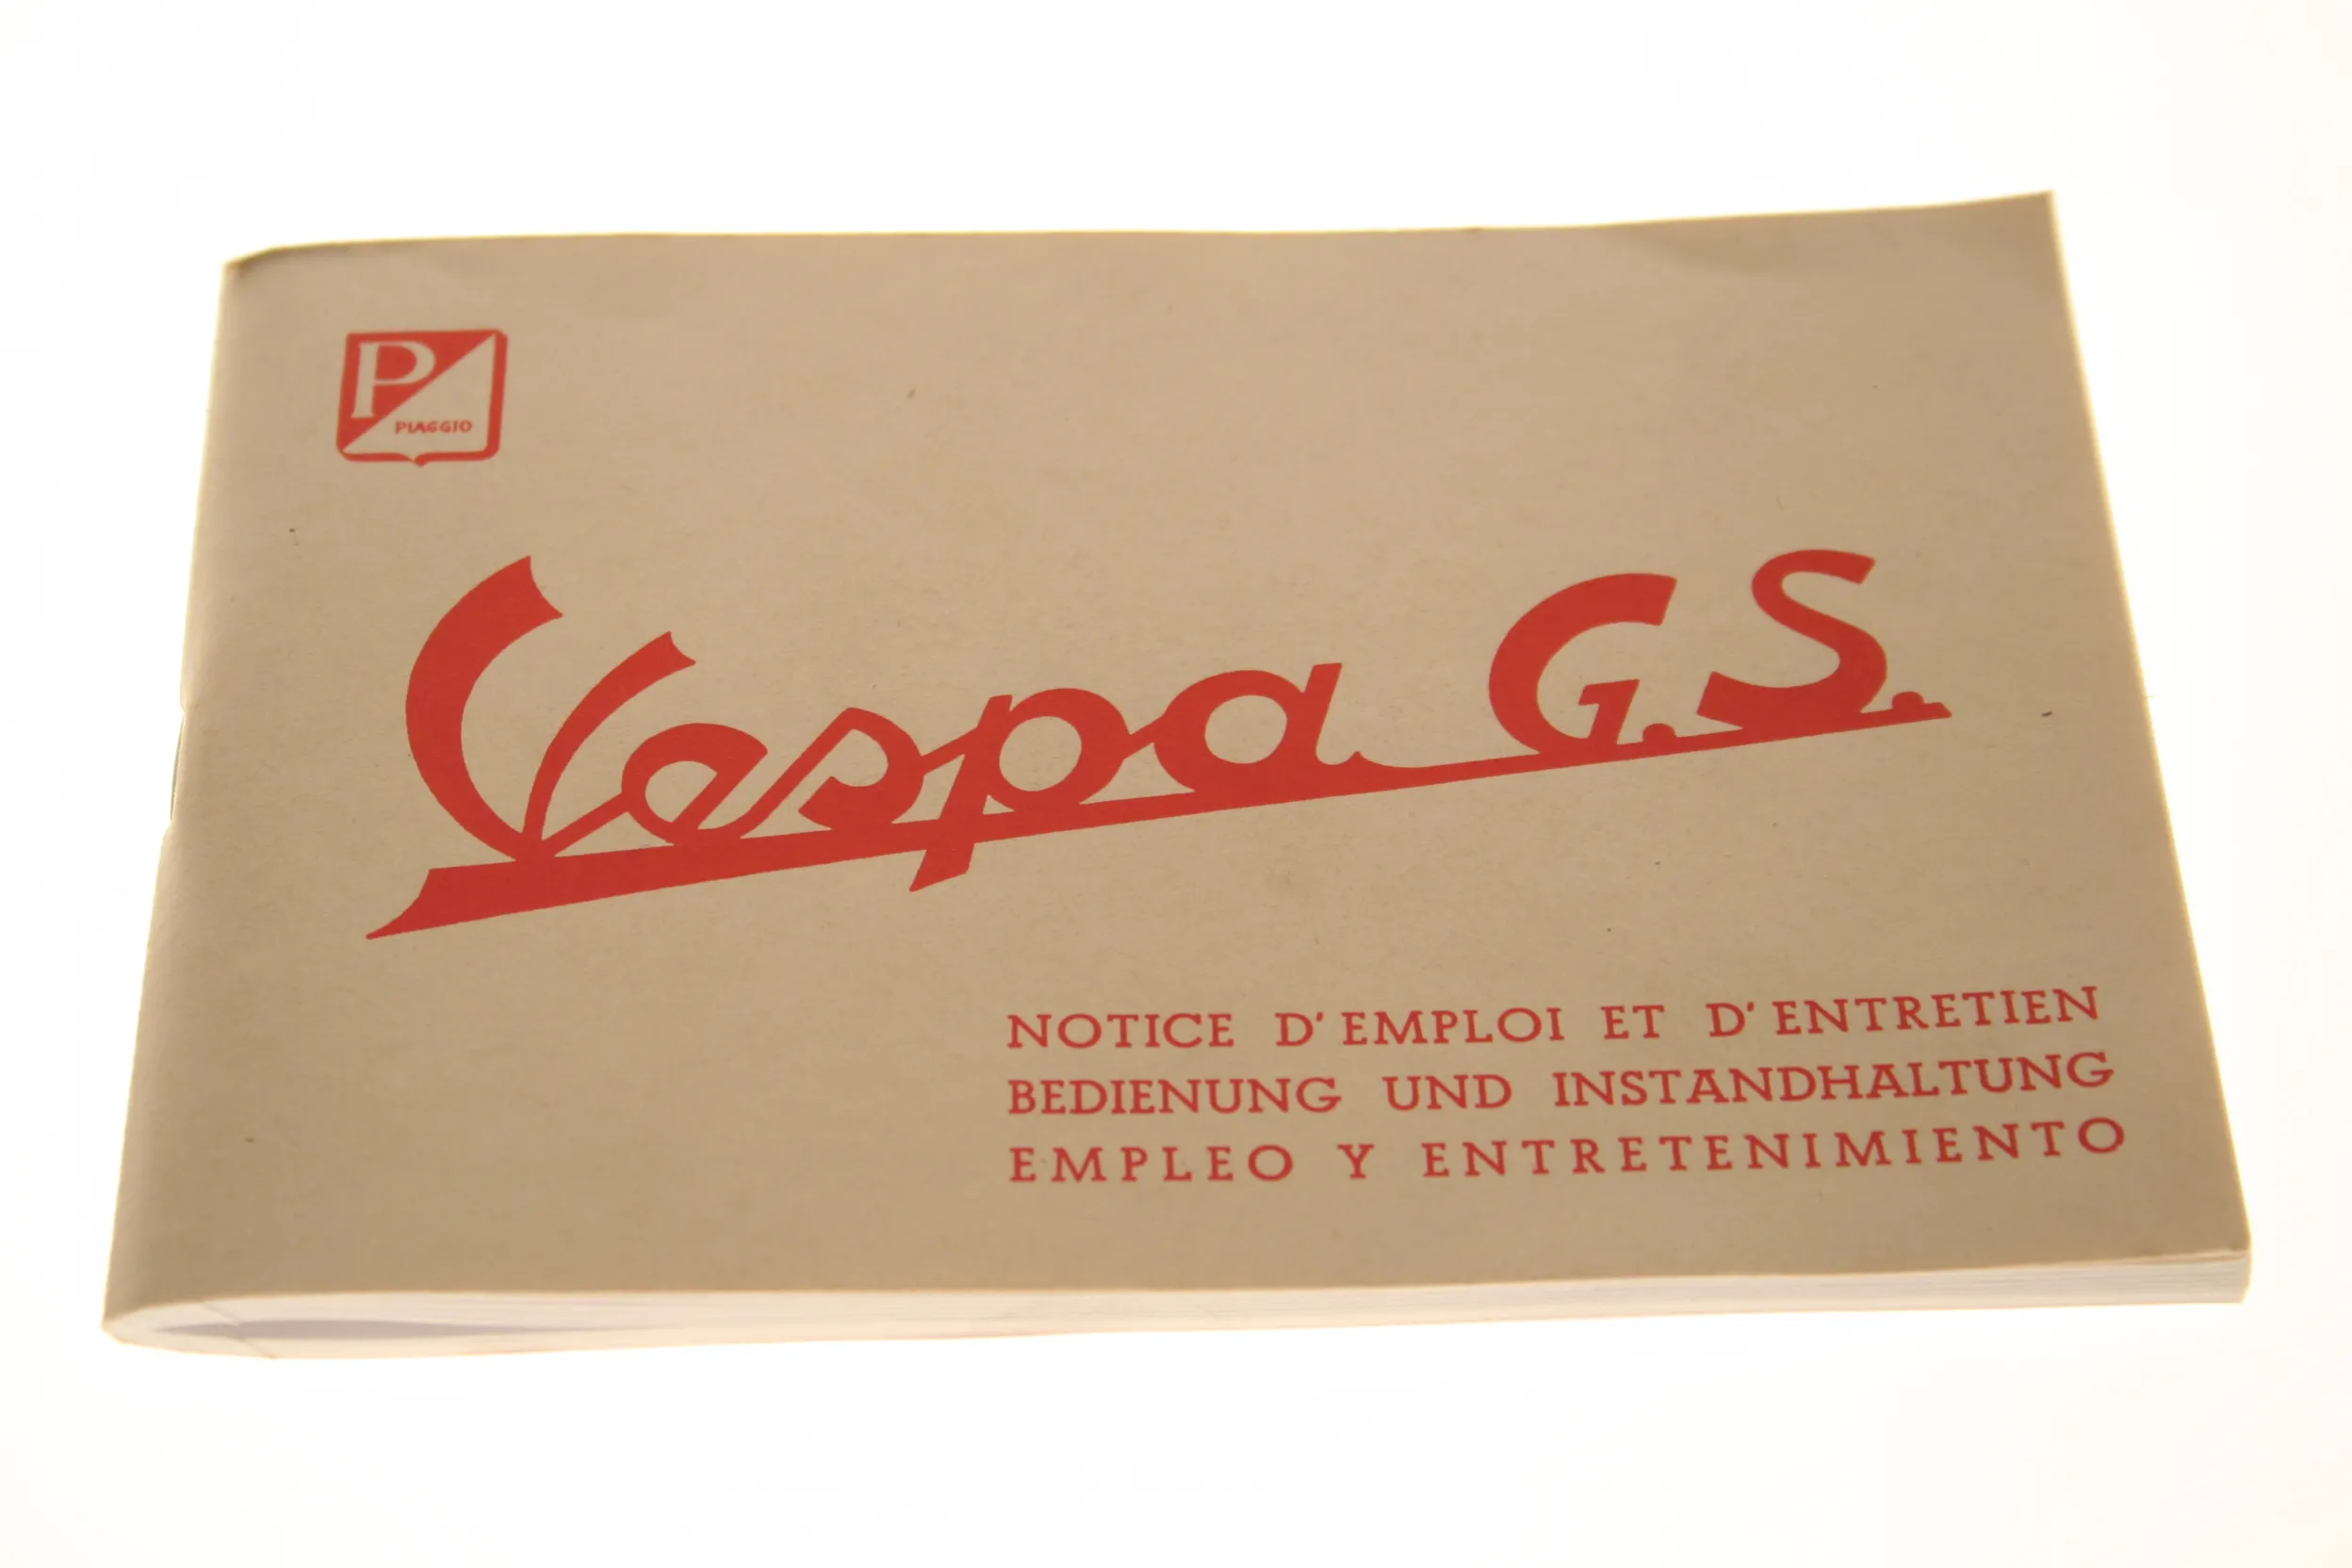 P
PIAGGIO
Vespa G.S.
NOTICE D'EMPLOI ET D'ENTRETIEN
BEDIENUNG UND INSTANDHALTUNG
EMPLEO Y ENTRETENIMIENTO